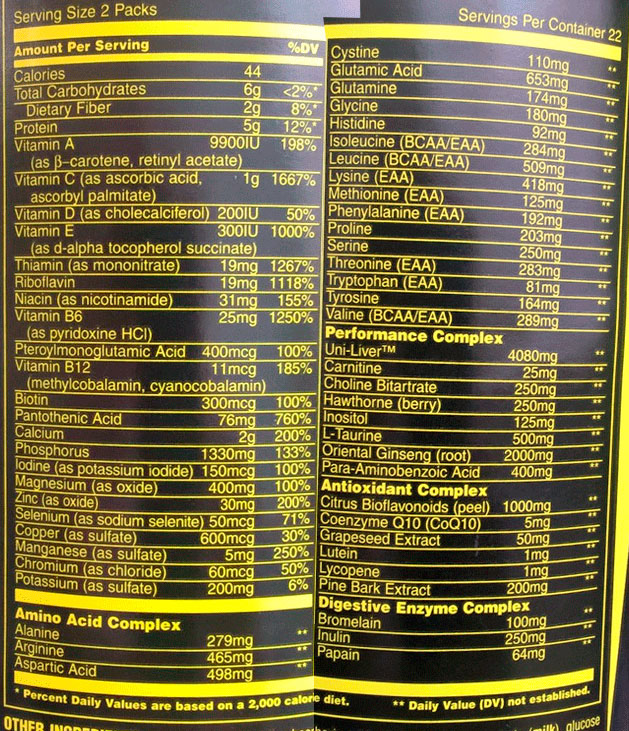 Serving Size 2 Packs
Amount Per Serving %DV
Calories 44
Total Carbohydrates 6g <2%*
Dietary Fiber 2g 8%*
Protein 5g 12%*
Vitamin A 9900IU 198%
(as β-carotene, retinyl acetate)
Vitamin C (as ascorbic acid, 1g 1667%
ascorbyl palmitate)
Vitamin D (as cholecalciferol) 200IU 50%
Vitamin E 300IU 1000%
(as d-alpha tocopherol succinate)
Thiamin (as mononitrate) 19mg 1267%
Riboflavin 19mg 1118%
Niacin (as nicotinamide) 31mg 155%
Vitamin B6 25mg 1250%
(as pyridoxine HCl)
Pteroylmonoglutamic Acid 400mcg 100%
Vitamin B12 11mcg 185%
(methylcobalamin, cyanocobalamin)
Biotin 300mcg 100%
Pantothenic Acid 76mg 760%
Calcium 2g 200%
Phosphorus 1330mg 133%
Iodine (as potassium iodide) 150mcg 100%
Magnesium (as oxide) 400mg 100%
Zinc (as oxide) 30mg 200%
Selenium (as sodium selenite) 50mcg 71%
Copper (as sulfate) 600mcg 30%
Manganese (as sulfate) 5mg 250%
Chromium (as chloride) 60mcg 50%
Potassium (as sulfate) 200mg 6%
Amino Acid Complex
Alanine 279mg **
Arginine 465mg **
Aspartic Acid 498mg **
Servings Per Container 22
Cystine 110mg **
Glutamic Acid 653mg **
Glutamine 174mg **
Glycine 180mg **
Histidine 92mg **
Isoleucine (BCAA/EAA) 284mg **
Leucine (BCAA/EAA) 509mg **
Lysine (EAA) 418mg **
Methionine (EAA) 125mg **
Phenylalanine (EAA) 192mg **
Proline 203mg **
Serine 250mg **
Threonine (EAA) 283mg **
Tryptophan (EAA) 81mg **
Tyrosine 164mg **
Valine (BCAA/EAA) 289mg **
Performance Complex
Uni-Liver™ 4080mg **
Carnitine 25mg **
Choline Bitartrate 250mg **
Hawthorne (berry) 250mg **
Inositol 125mg **
L-Taurine 500mg **
Oriental Ginseng (root) 2000mg **
Para-Aminobenzoic Acid 400mg **
Antioxidant Complex
Citrus Bioflavonoids (peel) 1000mg **
Coenzyme Q10 (CoQ10) 5mg **
Grapeseed Extract 50mg **
Lutein 1mg **
Lycopene 1mg **
Pine Bark Extract 200mg **
Digestive Enzyme Complex
Bromelain 100mg **
Inulin 250mg **
Papain 64mg **
* Percent Daily Values are based on a 2,000 calore diet. ** Daily Value (DV) not established.
OTHER (milk) glucose